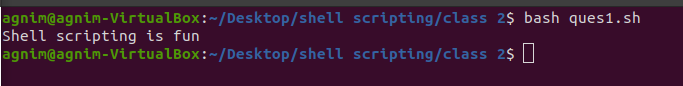 agnim@agnim-VirtualBox:~/Desktop/shell scripting/class 2$ bash ques1.sh
Shell scripting is fun
agnim@agnim-VirtualBox:~/Desktop/shell scripting/class 2$